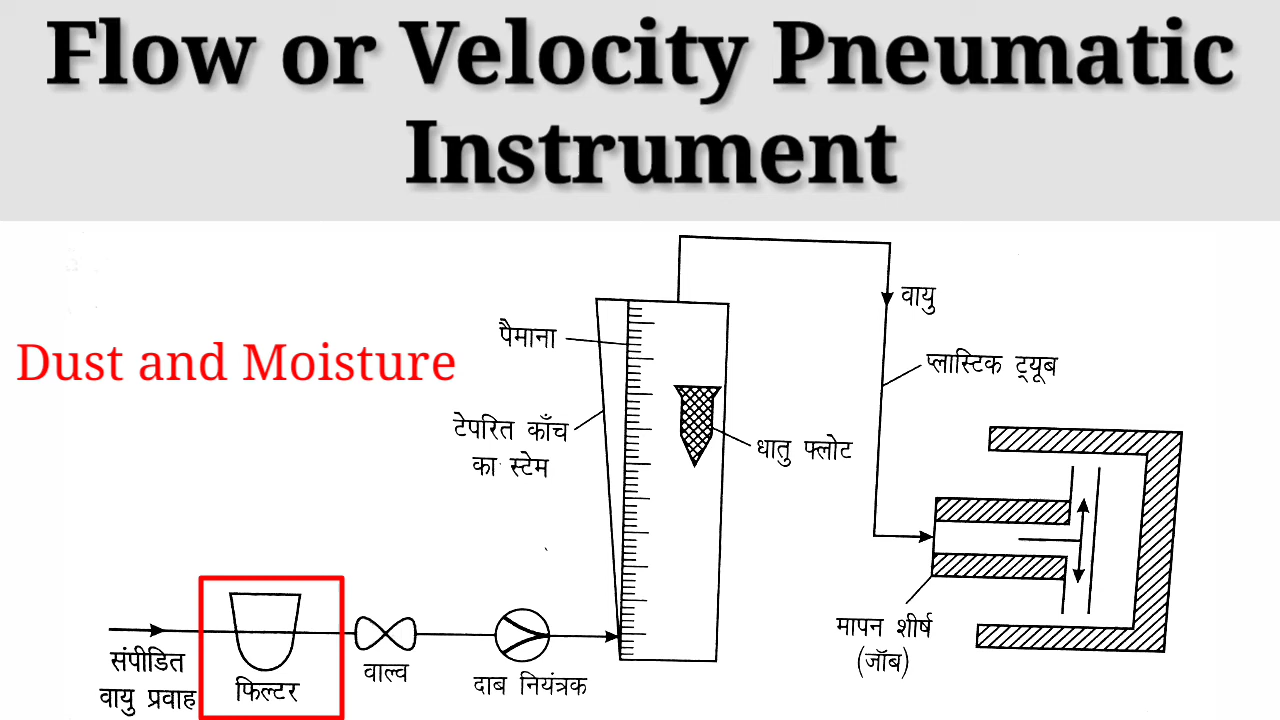 Flow or Velocity Pneumatic
Instrument
वायु
पैमाना
Dust and Moisture
प्लास्टिक ट्यूब
टेपरित काँच
का स्टेम
धातु फ्लोट
मापन शीर्ष
(जॉब)
संपीडित
वायु प्रवाह
फिल्टर
वाल्व
दाब नियंत्रक